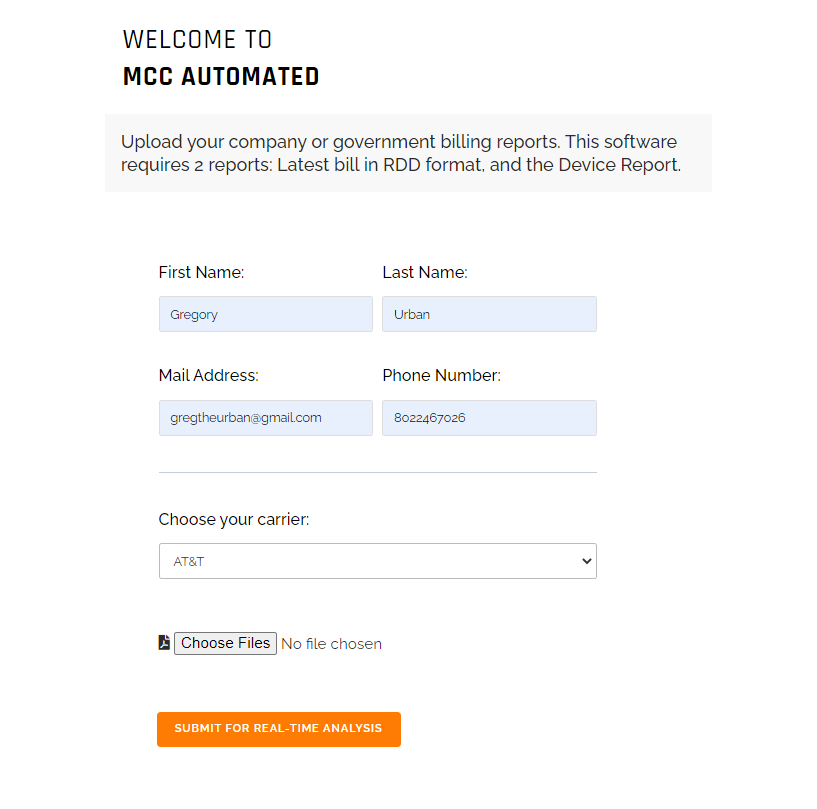 WELCOME TO
MCC AUTOMATED
Upload your company or government billing reports. This software
requires 2 reports: Latest bill in RDD format, and the Device Report.
First Name: Last Name:
Gregory Urban
Mail Address: Phone Number:
gregtheurban@gmail.com 8022467026
Choose your carrier:
AT&T
Choose Files No file chosen
SUBMIT FOR REAL-TIME ANALYSIS